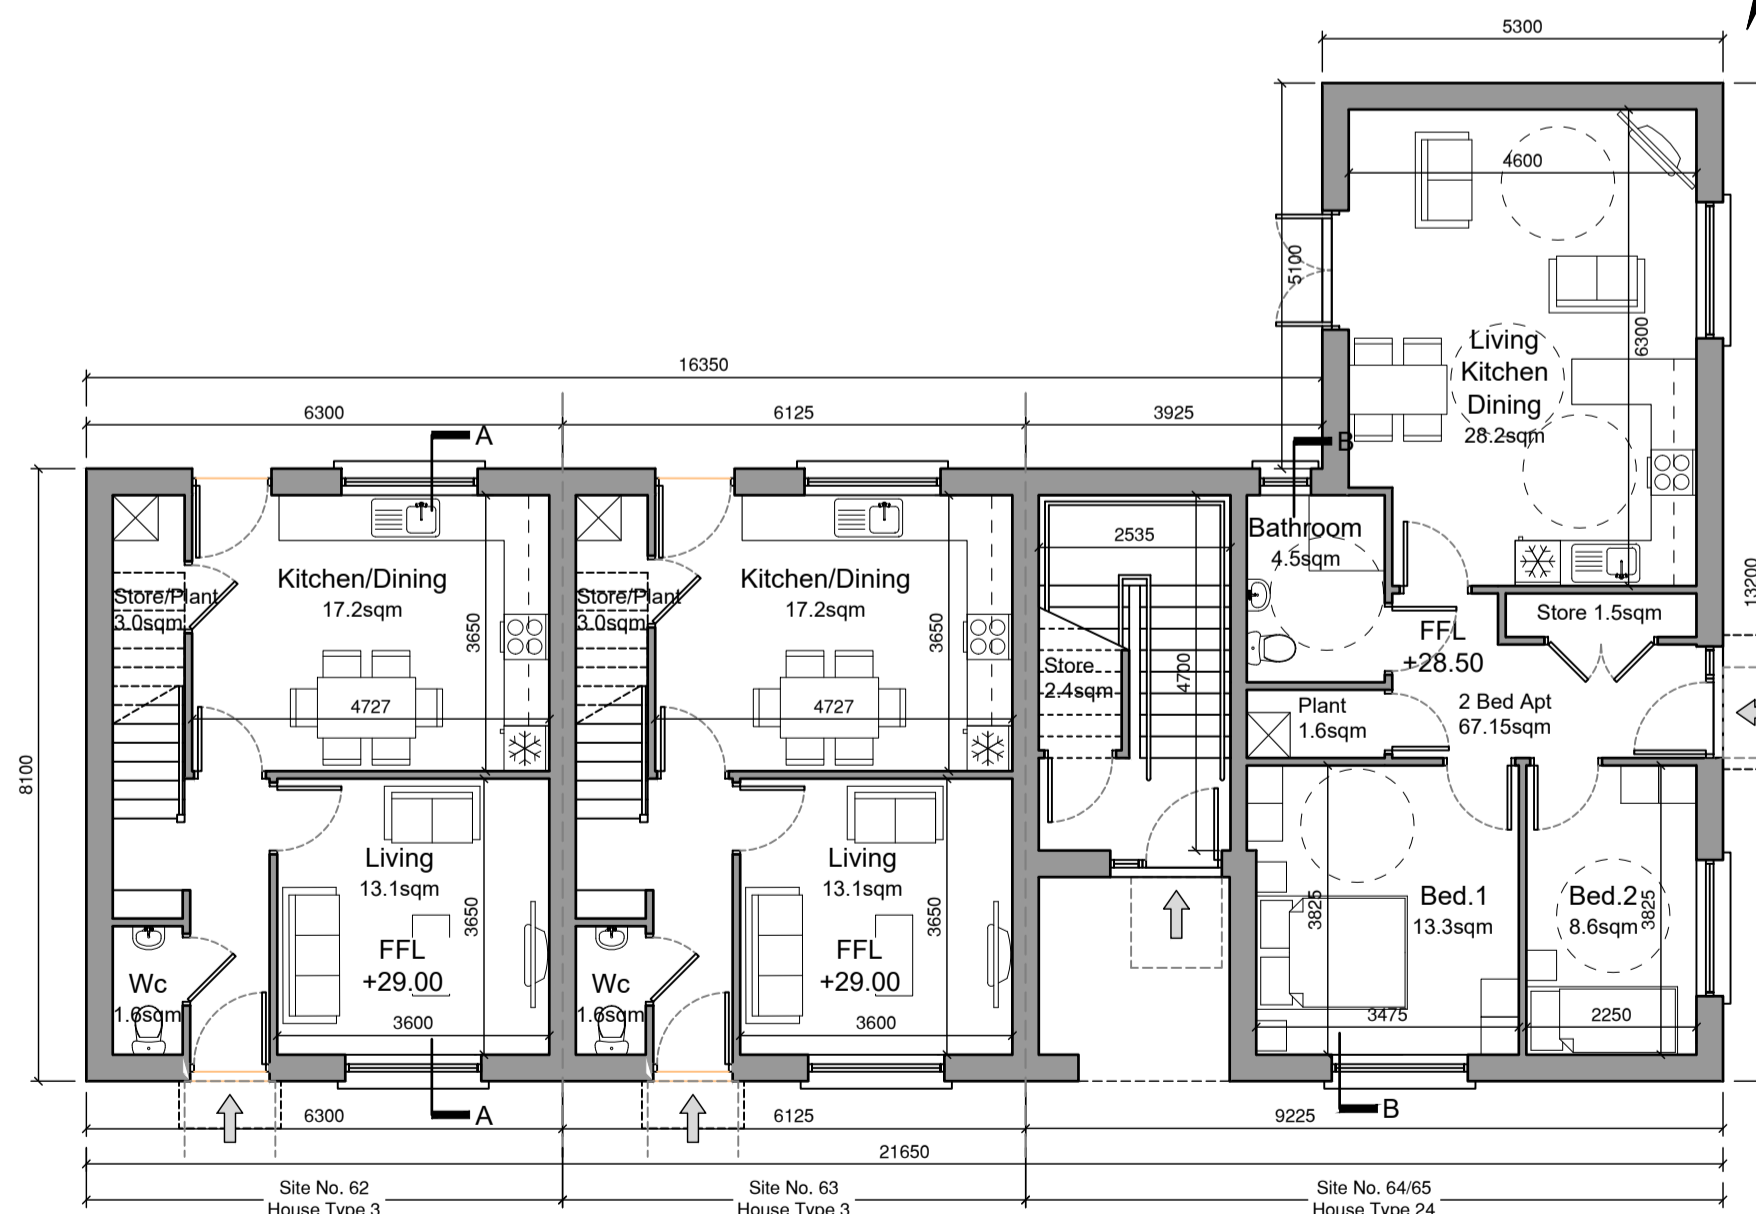 5300
4600
5100
6300
Living
Kitchen
Dining
28.2sqm
16350
6300
6125
3925
A
B
8100
13200
Kitchen/Dining
17.2sqm
Store/Plant
3.0sqm
3650
4727
Kitchen/Dining
17.2sqm
Store/Plant
3.0sqm
3650
4727
2535
4700
Store
2.4sqm
Bathroom
4.5sqm
Store 1.5sqm
FFL
+28.50
Plant
1.6sqm
2 Bed Apt
67.15sqm
Living
13.1sqm
3650
FFL
+29.00
Wc
1.6sqm
3600
Living
13.1sqm
3650
FFL
+29.00
Wc
1.6sqm
3600
Bed.1
13.3sqm
3825
3475
Bed.2
8.6sqm
3825
2250
A
B
6300
6125
9225
21650
Site No. 62
House Type 3
Site No. 63
House Type 3
Site No. 64/65
House Type 24